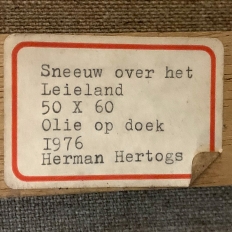 Sneeuw over het
Leieland
50 X 60
Olie op doek
I976
Herman Hertogs